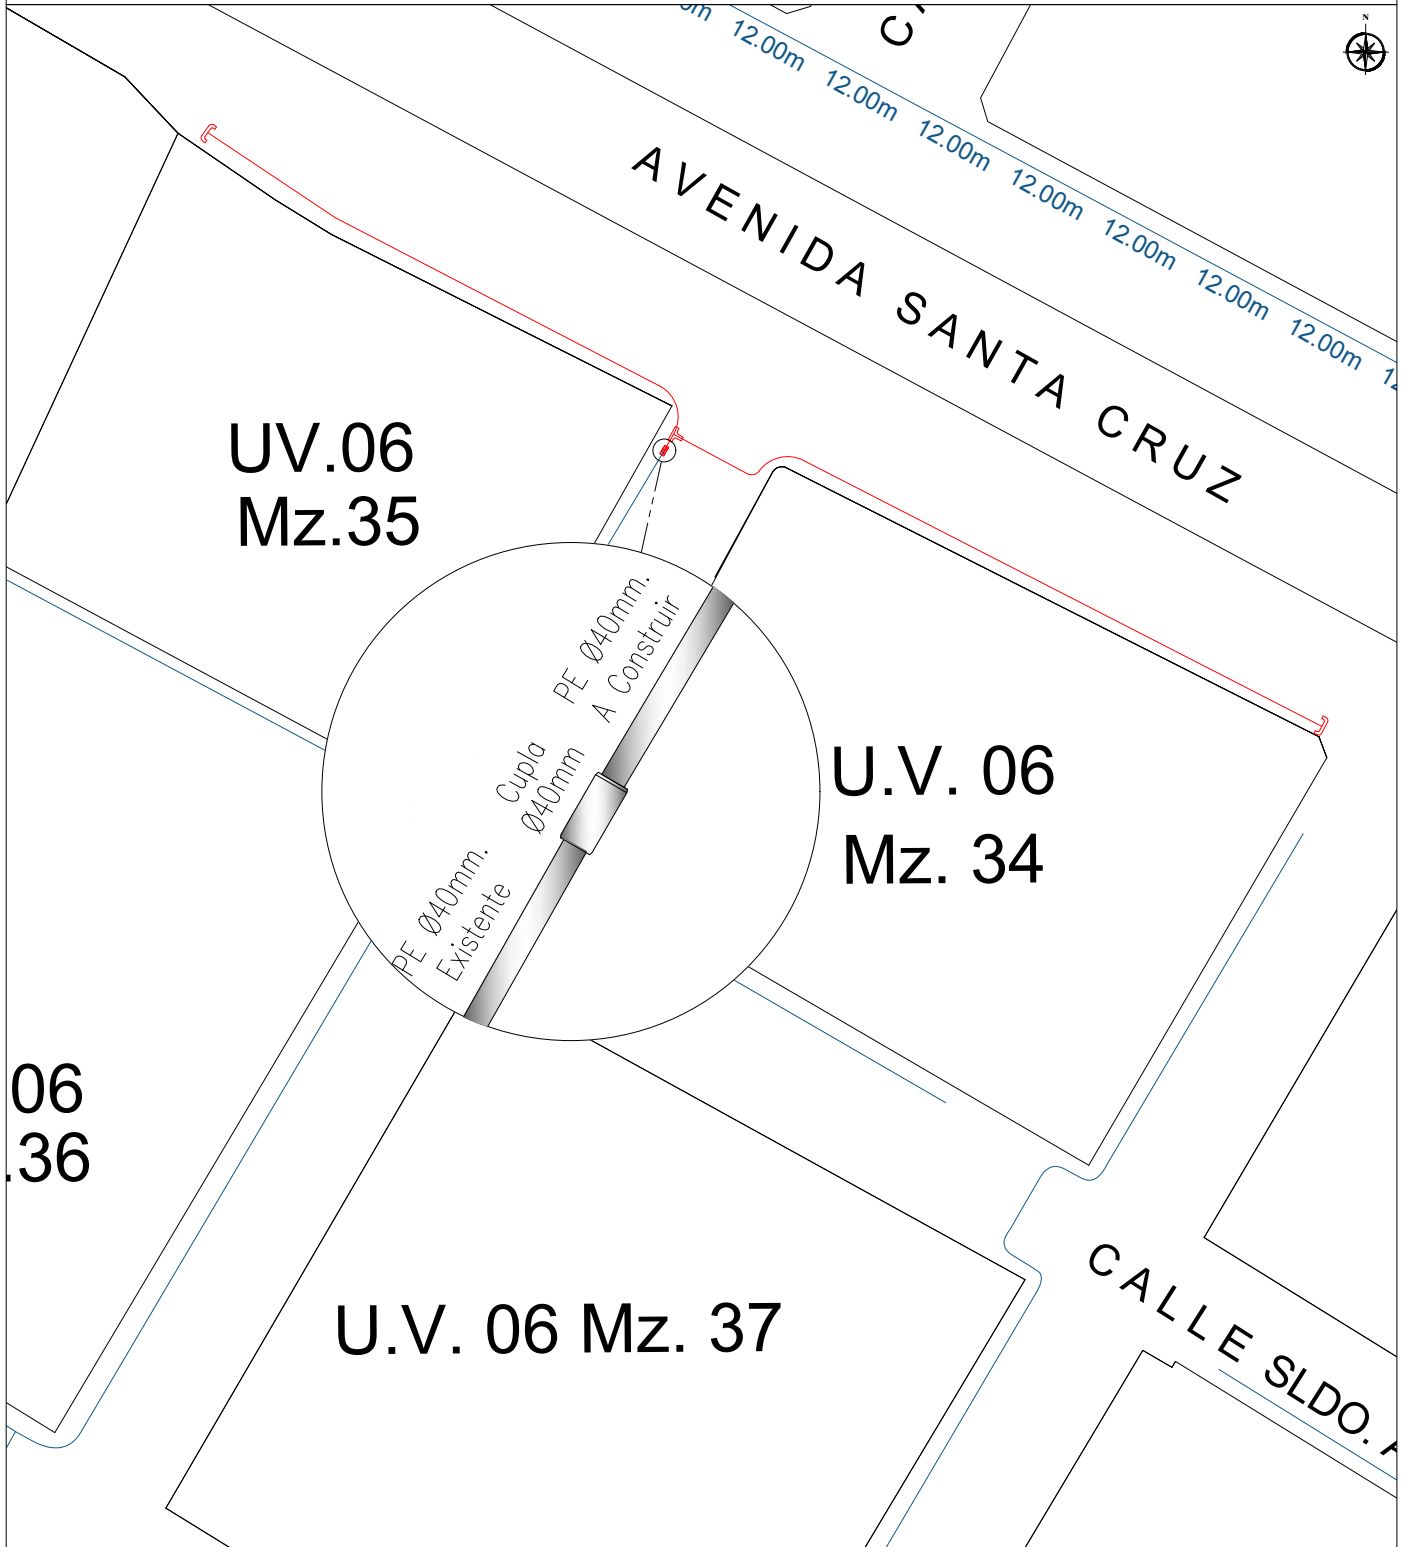 N
12.00m 12.00m 12.00m 12.00m 12.00m 12.00m 12.00m
AVENIDA SANTA CRUZ
UV.06
Mz.35
PE Ø40mm.
A Construir
Cupla
Ø40mm
PE Ø40mm.
Existente
U.V. 06
Mz. 34
06
.36
U.V. 06 Mz. 37
CALLE SLDO.